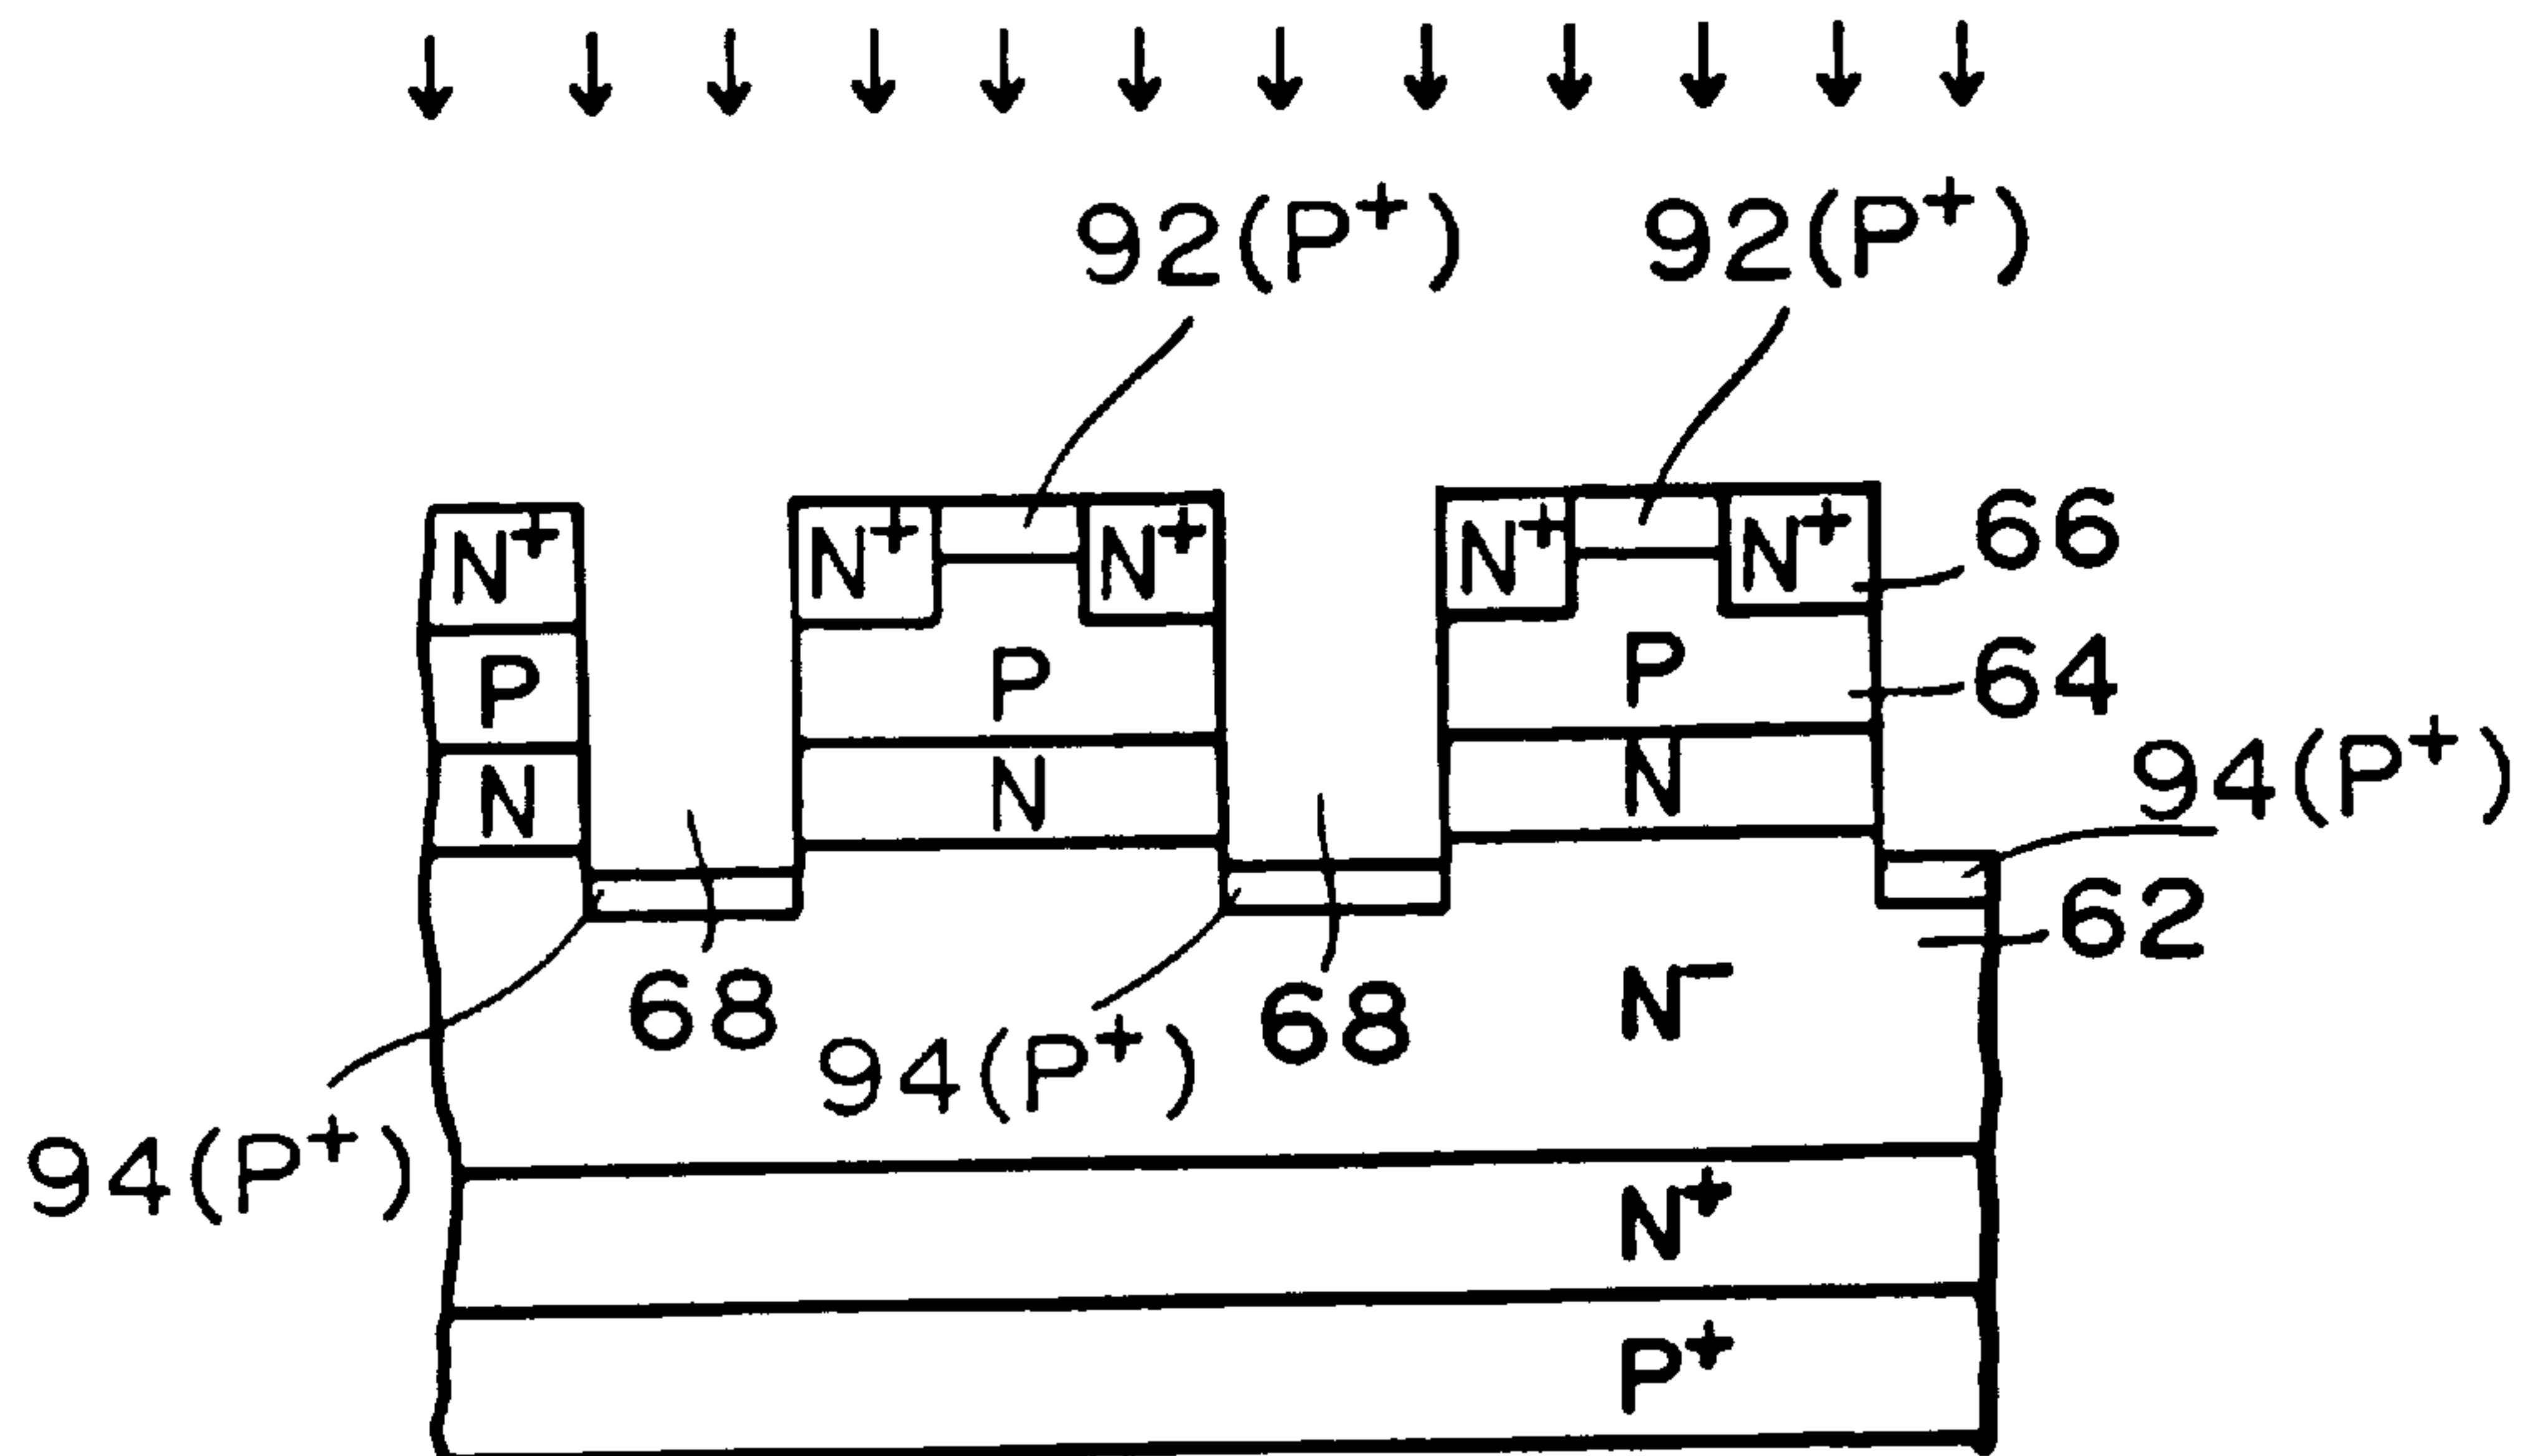 92(P⁺) 92(P⁺)
N⁺ N⁺ N⁺ N⁺ N⁺ 66
P P P 64
N N N 94(P⁺)
62
68 94(P⁺) 68 N⁻
94(P⁺) N⁺
P⁺